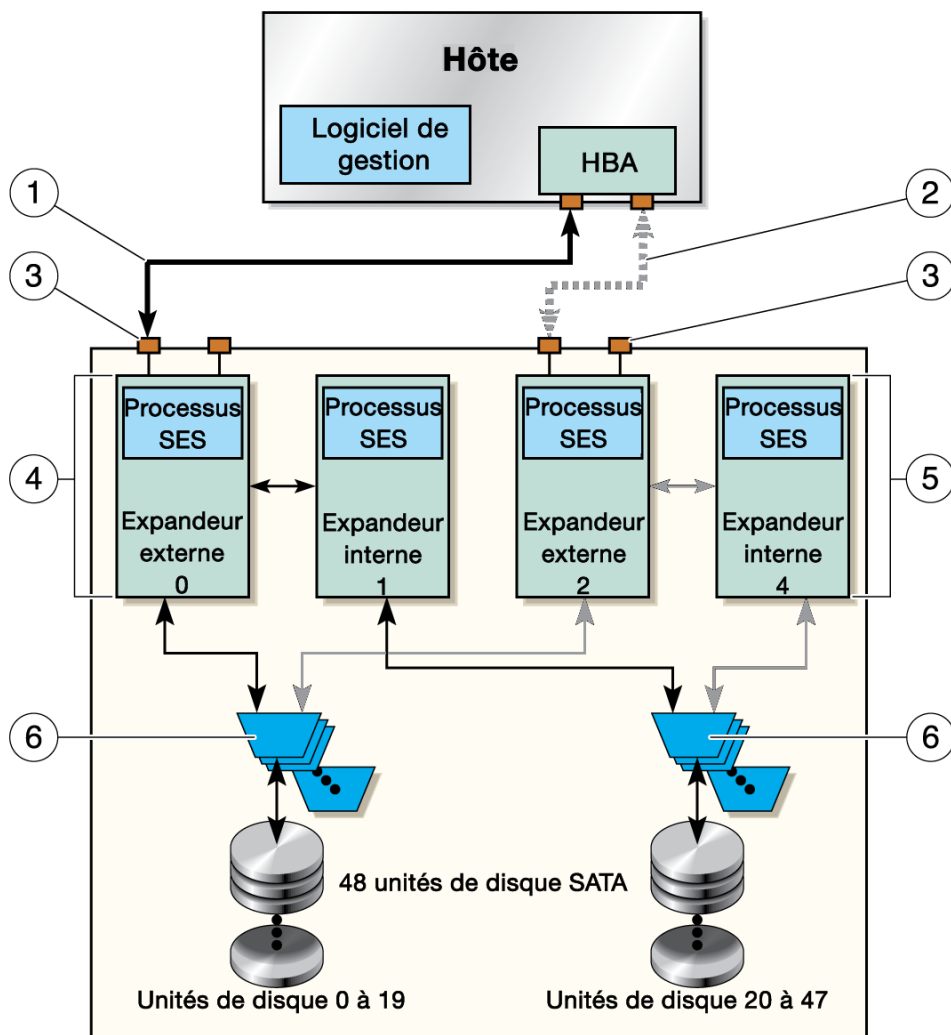 Hôte
Logiciel de
gestion
HBA
1
2
3
3
Processus
SES
Processus
SES
Processus
SES
Processus
SES
4
5
Expandeur
externe
0
Expandeur
interne
1
Expandeur
externe
2
Expandeur
interne
4
6
6
48 unités de disque SATA
Unités de disque 0 à 19
Unités de disque 20 à 47